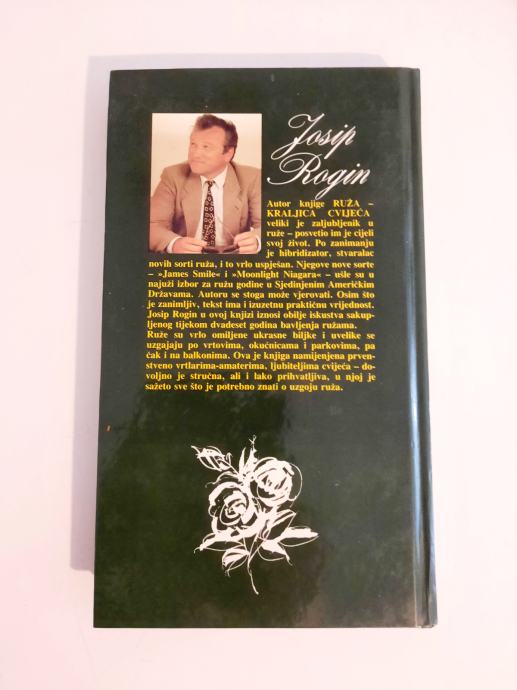 Josip
Rogin
Autor knjige RUŽA –
KRALJICA CVIJEĆA
veliki je zaljubljenik u
ruže – posvetio im je cijeli
svoj život. Po zanimanju
je hibridizator, stvaralac
novih sorti ruža, i to vrlo uspješan. Njegove nove sorte
– »James Smile« i »Moonlight Niagara« – ušle su u
najuži izbor za ružu godine u Sjedinjenim Američkim
Državama. Autoru se stoga može vjerovati. Osim što
je zanimljiv, tekst ima i izuzetnu praktičnu vrijednost.
Josip Rogin u ovoj knjizi iznosi obilje iskustva sakup-
ljenog tijekom dvadeset godina bavljenja ružama.
Ruže su vrlo omiljene ukrasne biljke i uvelike se
uzgajaju po vrtovima, okućnicama i parkovima, pa
čak i na balkonima. Ova je knjiga namijenjena prven-
stveno vrtlarima-amaterima, ljubiteljima cvijeća – do-
voljno je stručna, ali i lako prihvatljiva, u njoj je
sažeto sve što je potrebno znati o uzgoju ruža.